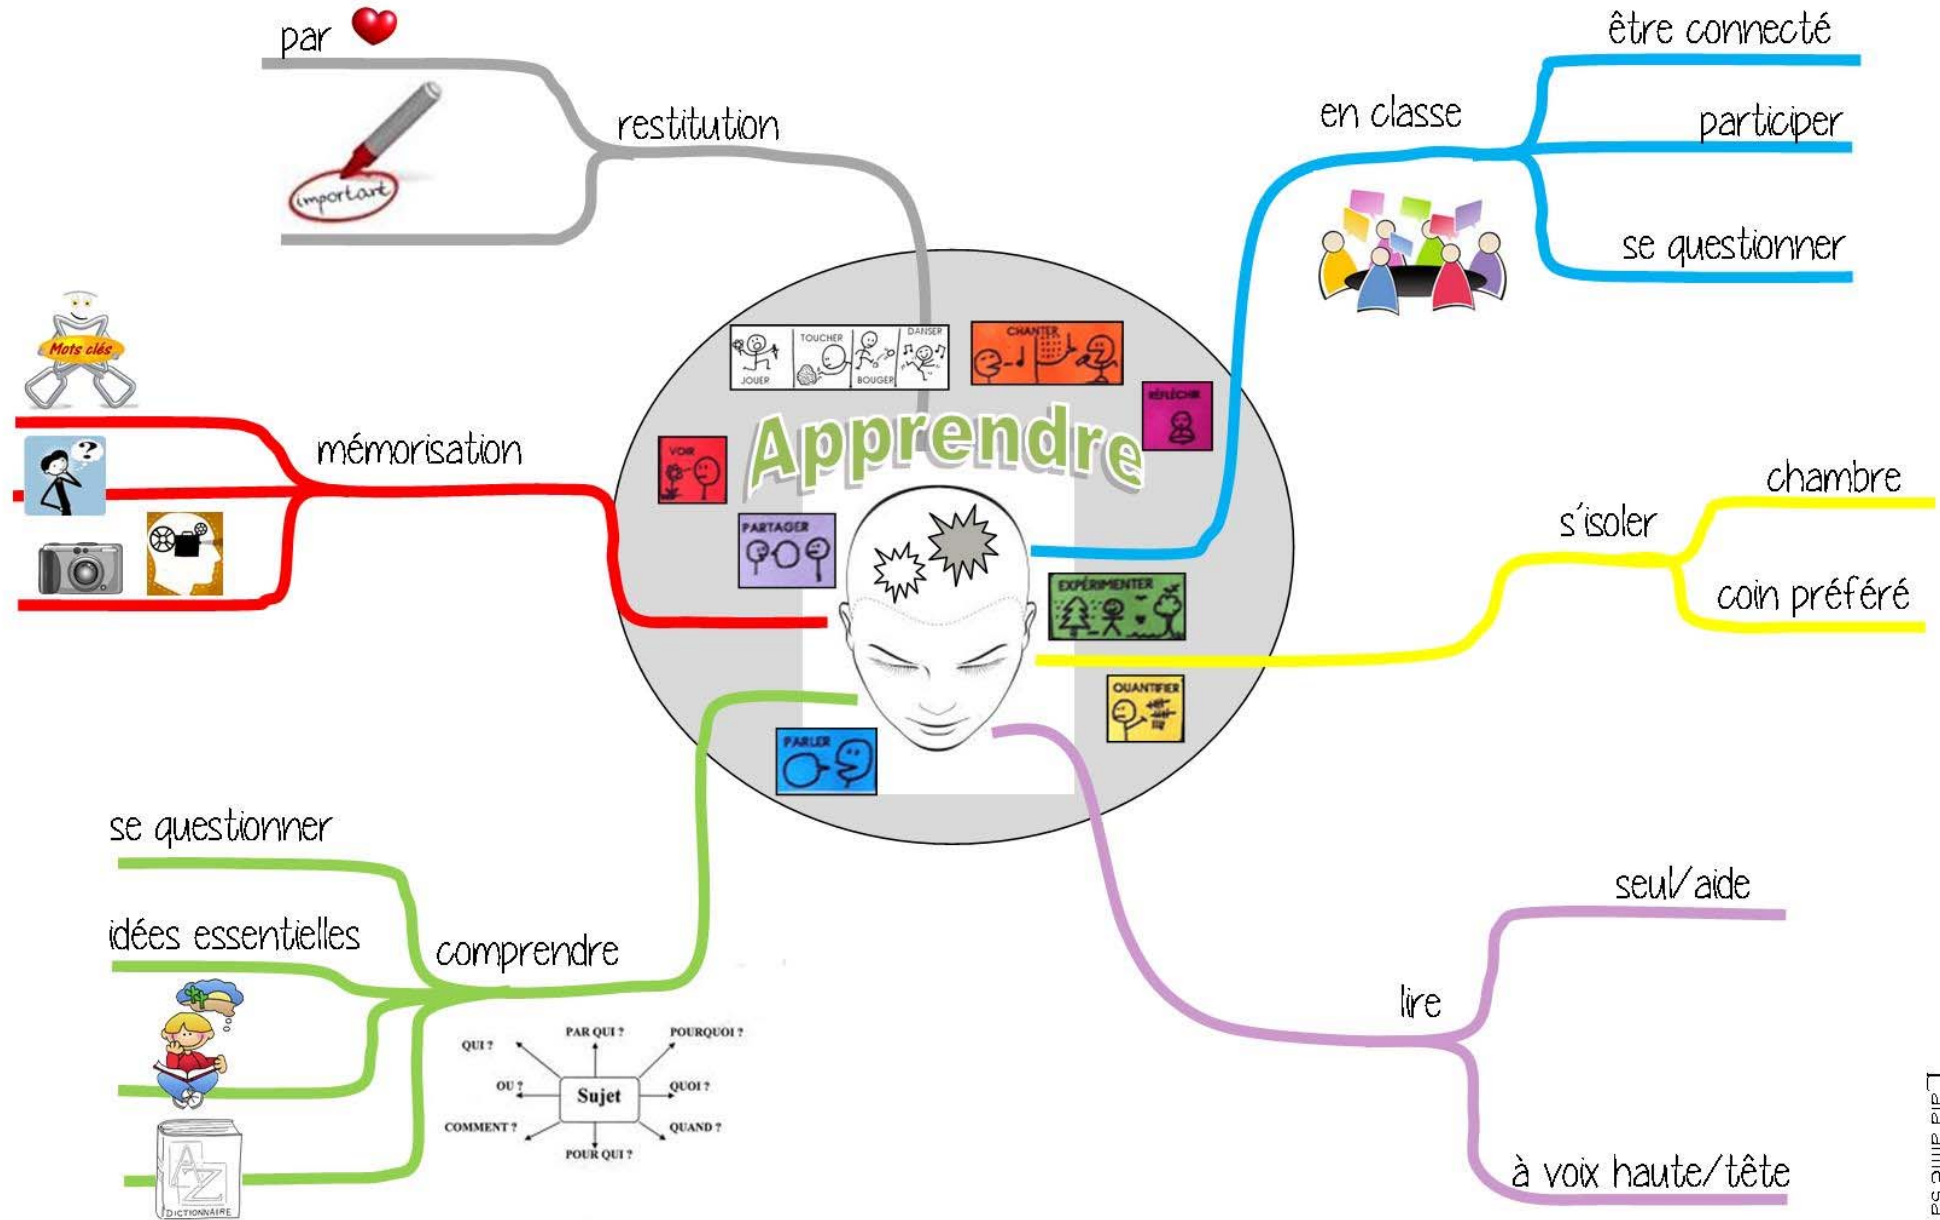 par
restitution
important
être connecté
en classe
participer
se questionner
Mots clés
mémorisation
JOUER
TOUCHER
BOUGER
DANSER
CHANTER
RÉFLÉCHIR
VOIR
Apprendre
PARTAGER
EXPÉRIMENTER
QUANTIFIER
PARLER
?
s'isoler
chambre
coin préféré
se questionner
idées essentielles
comprendre
QUI ?
PAR QUI ?
POURQUOI ?
OU ?
Sujet
QUOI ?
COMMENT ?
POUR QUI ?
QUAND ?
AZ
DICTIONNAIRE
seul/aide
lire
à voix haute/tête